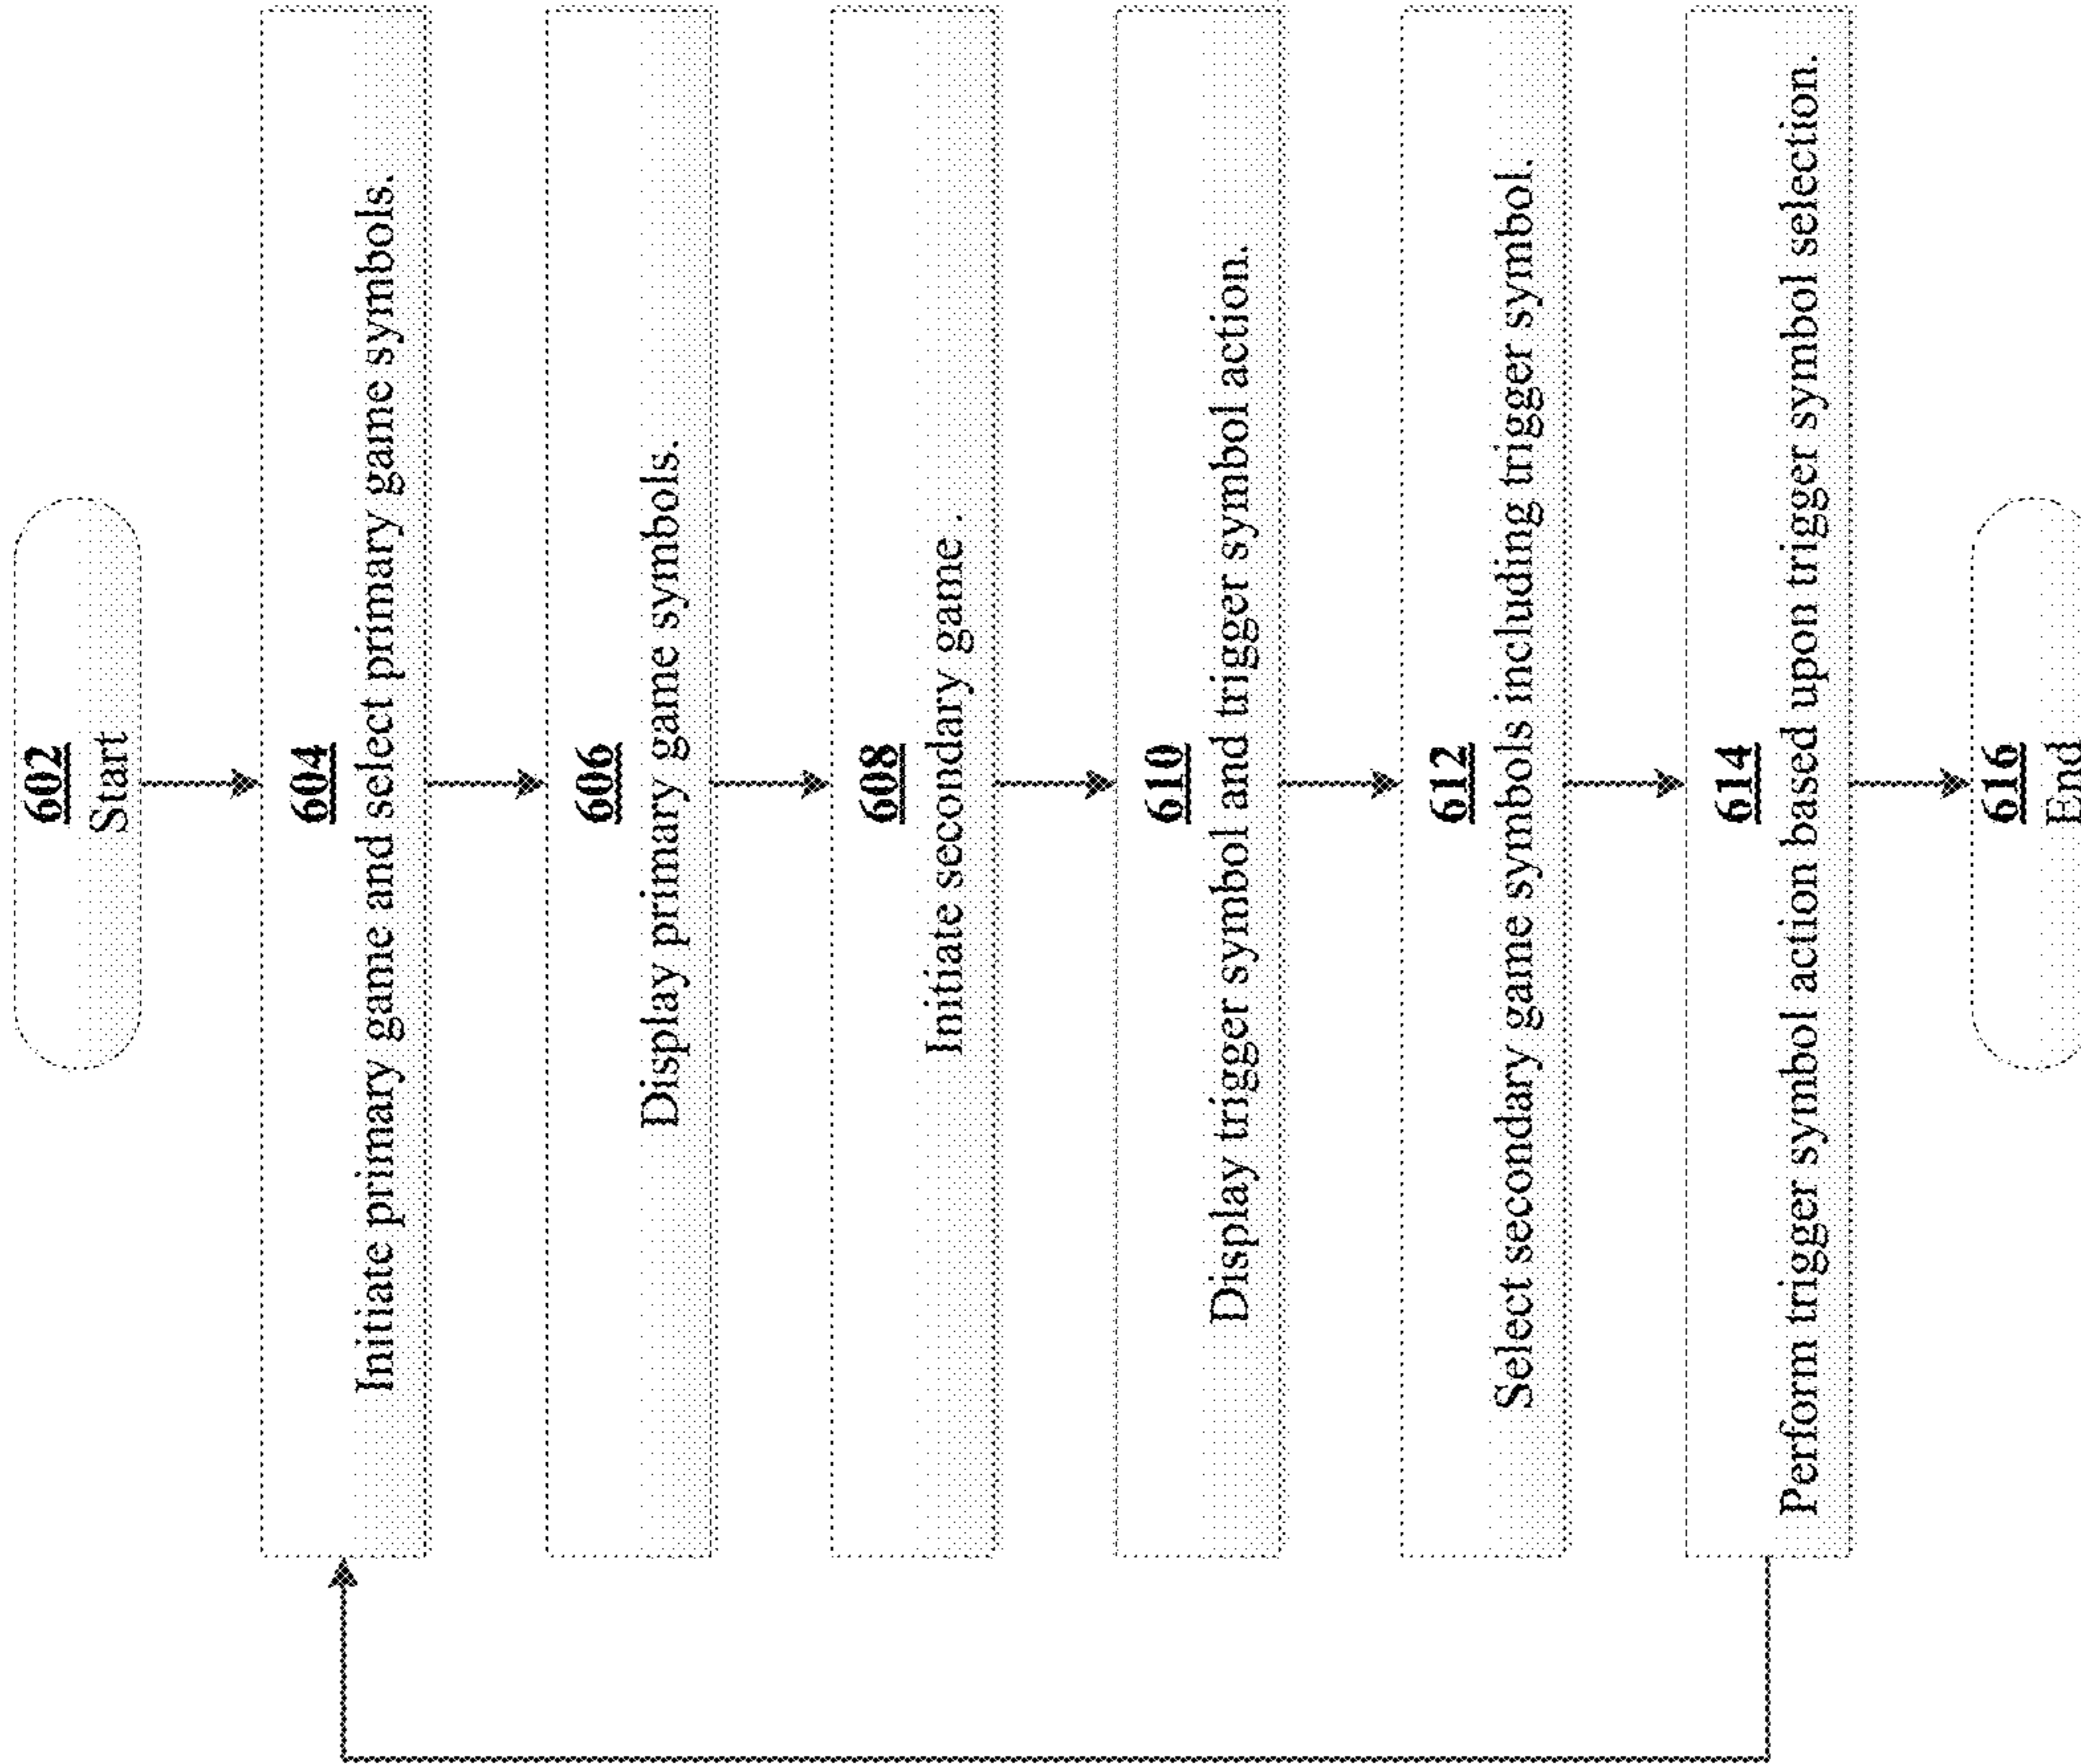 602
Start
604
Initiate primary game and select primary game symbols.
606
Display primary game symbols.
608
Initiate secondary game.
610
Display trigger symbol and trigger symbol action.
612
Select secondary game symbols including trigger symbol.
614
Perform trigger symbol action based upon trigger symbol selection.
616
End